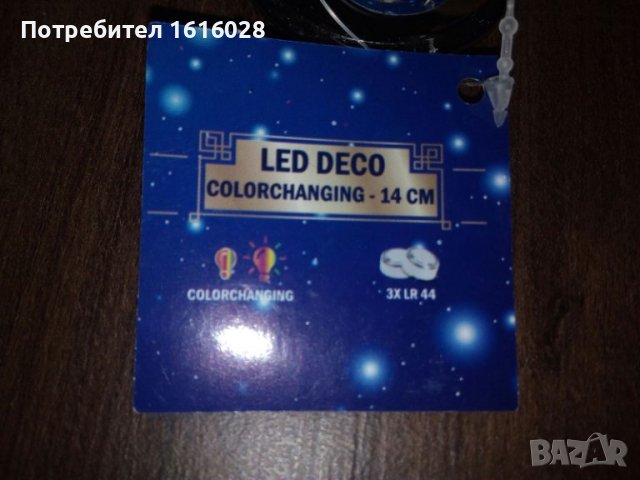 Потребител 1616028
LED DECO
COLORCHANGING - 14 CM
COLORCHANGING
3X LR 44
BAZAR